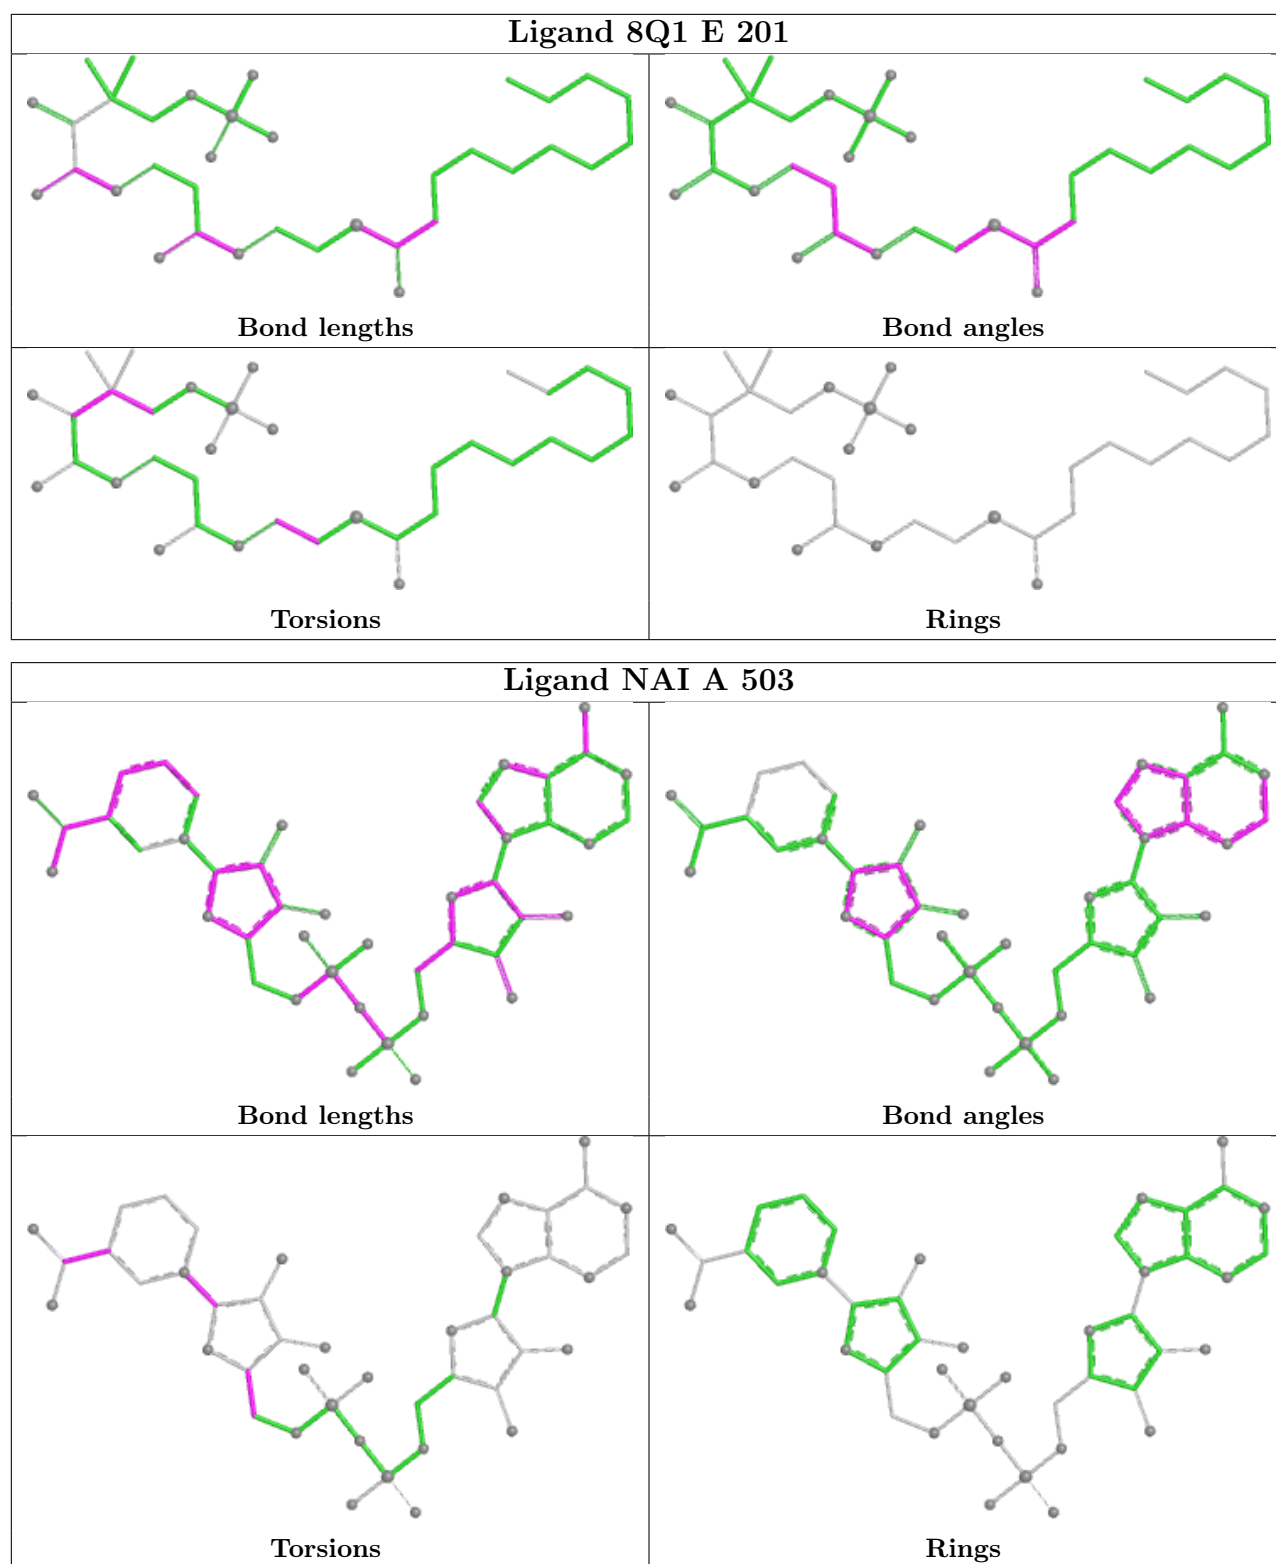 Ligand 8Q1 E 201
Bond lengths
Bond angles
Torsions
Rings
Ligand NAI A 503
Bond lengths
Bond angles
Torsions
Rings